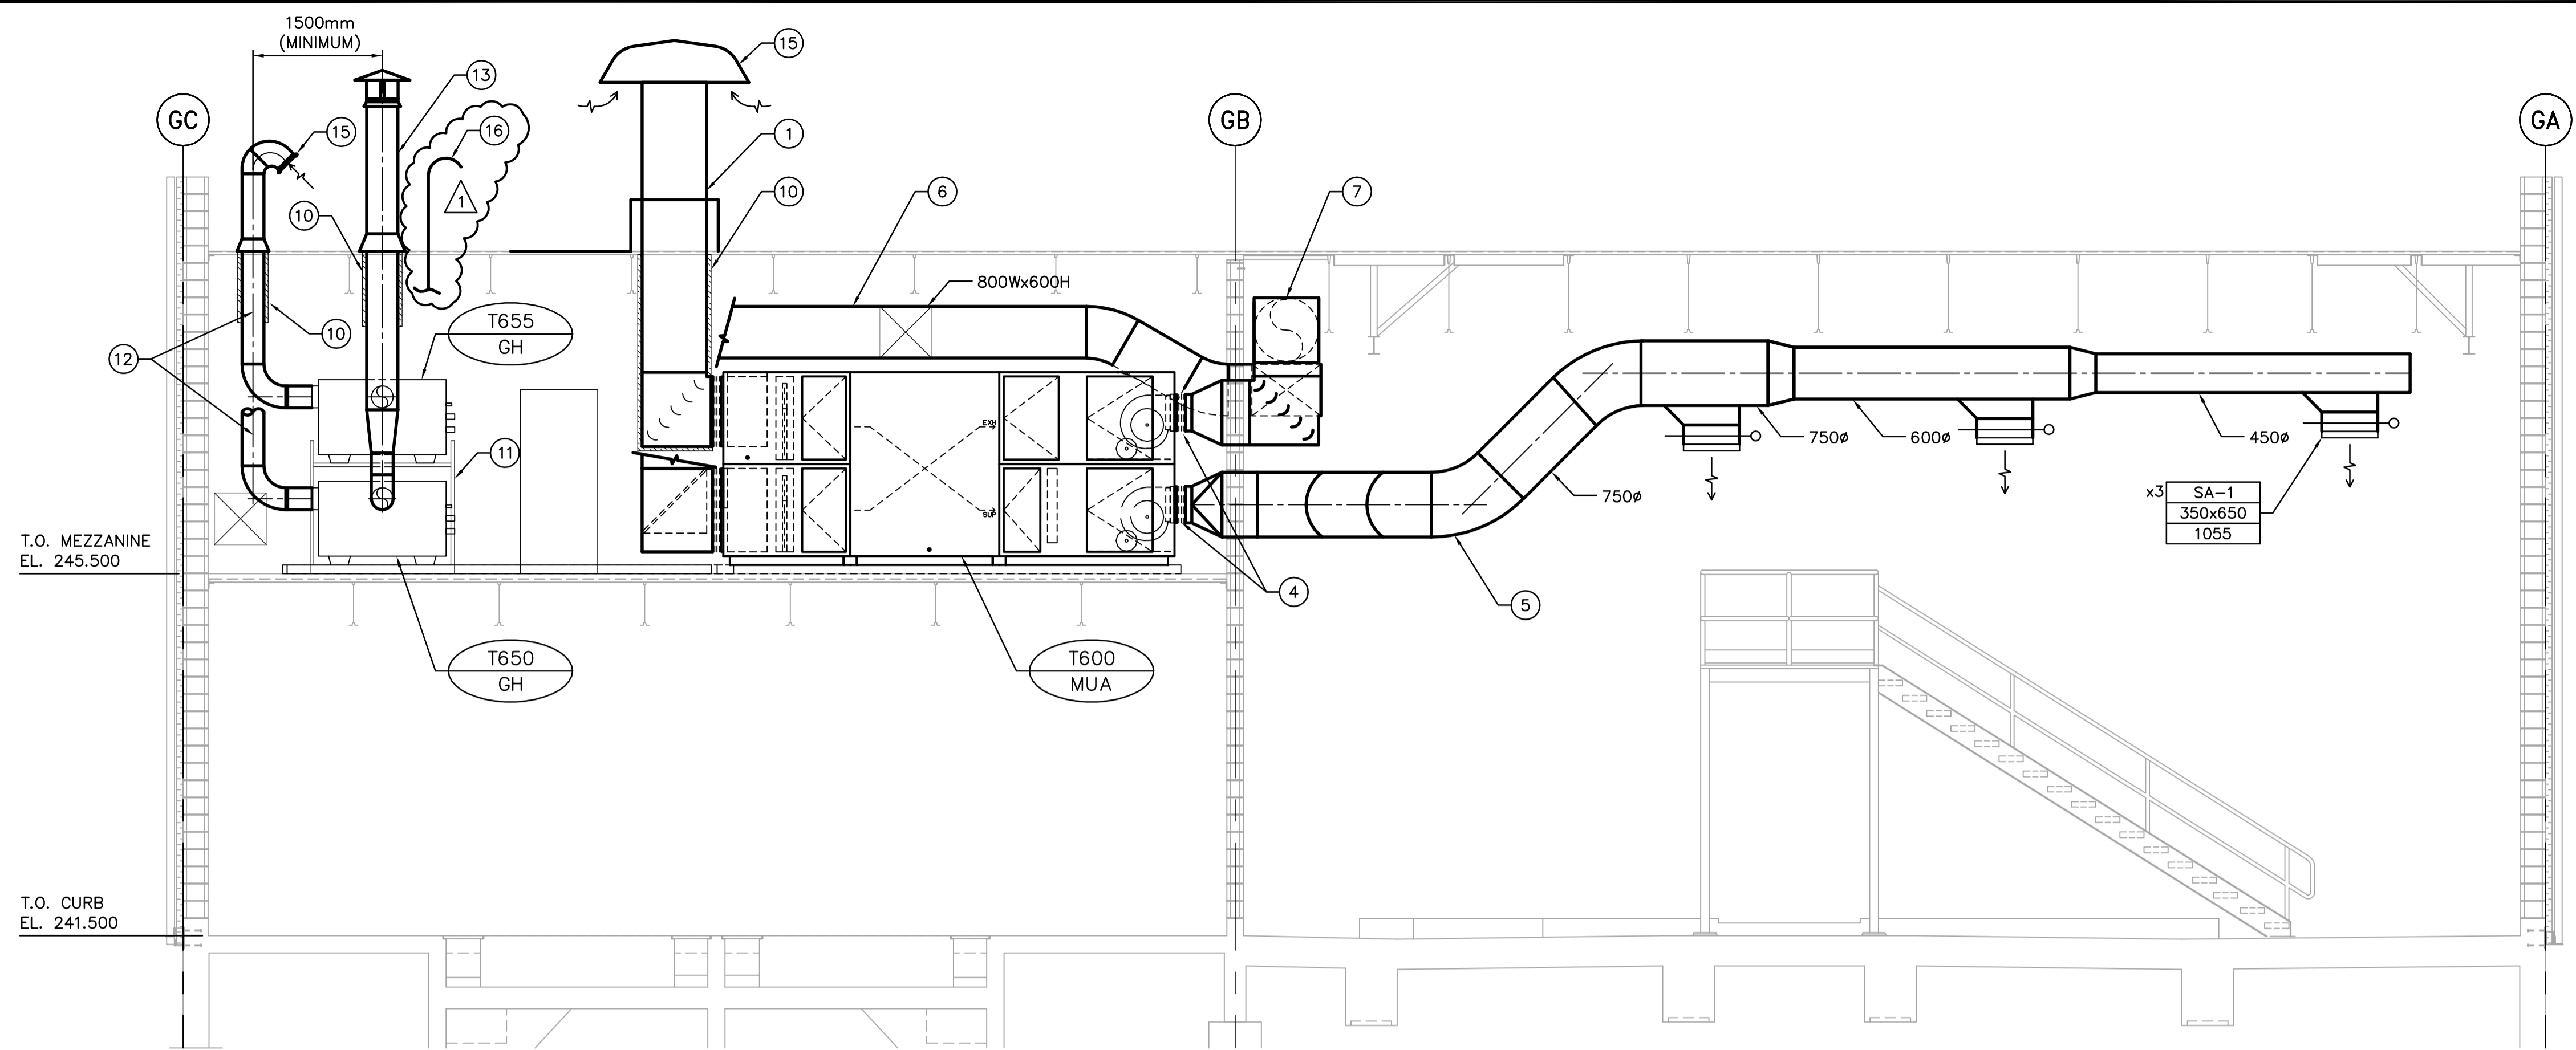 1500mm
(MINIMUM)
15
13
GC
GB
GA
15
16
1
1
10
10
6
7
800Wx600H
T655
GH
10
12
EXH
750ø
600ø
450ø
11
SUP
750ø
x3
SA-1
350x650
1055
T.O. MEZZANINE
EL. 245.500
4
5
T650
GH
T600
MUA
T.O. CURB
EL. 241.500